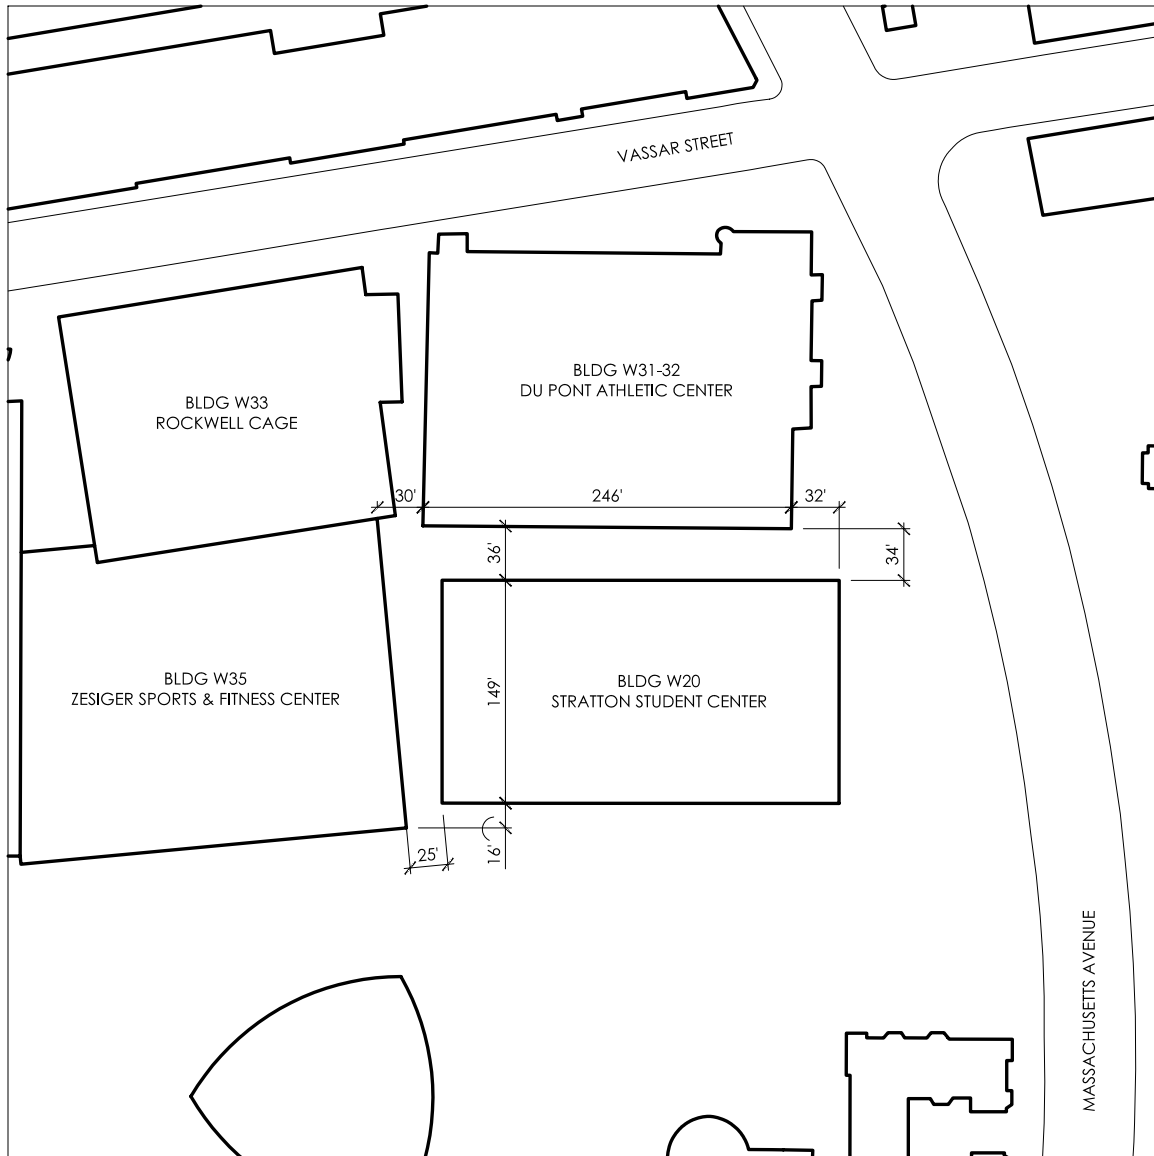 VASSAR STREET
BLDG W31-32
DU PONT ATHLETIC CENTER
BLDG W33
ROCKWELL CAGE
30'
246'
32'
36'
34'
BLDG W35
ZESIGER SPORTS & FITNESS CENTER
149'
BLDG W20
STRATTON STUDENT CENTER
25'
16'
MASSACHUSETTS AVENUE